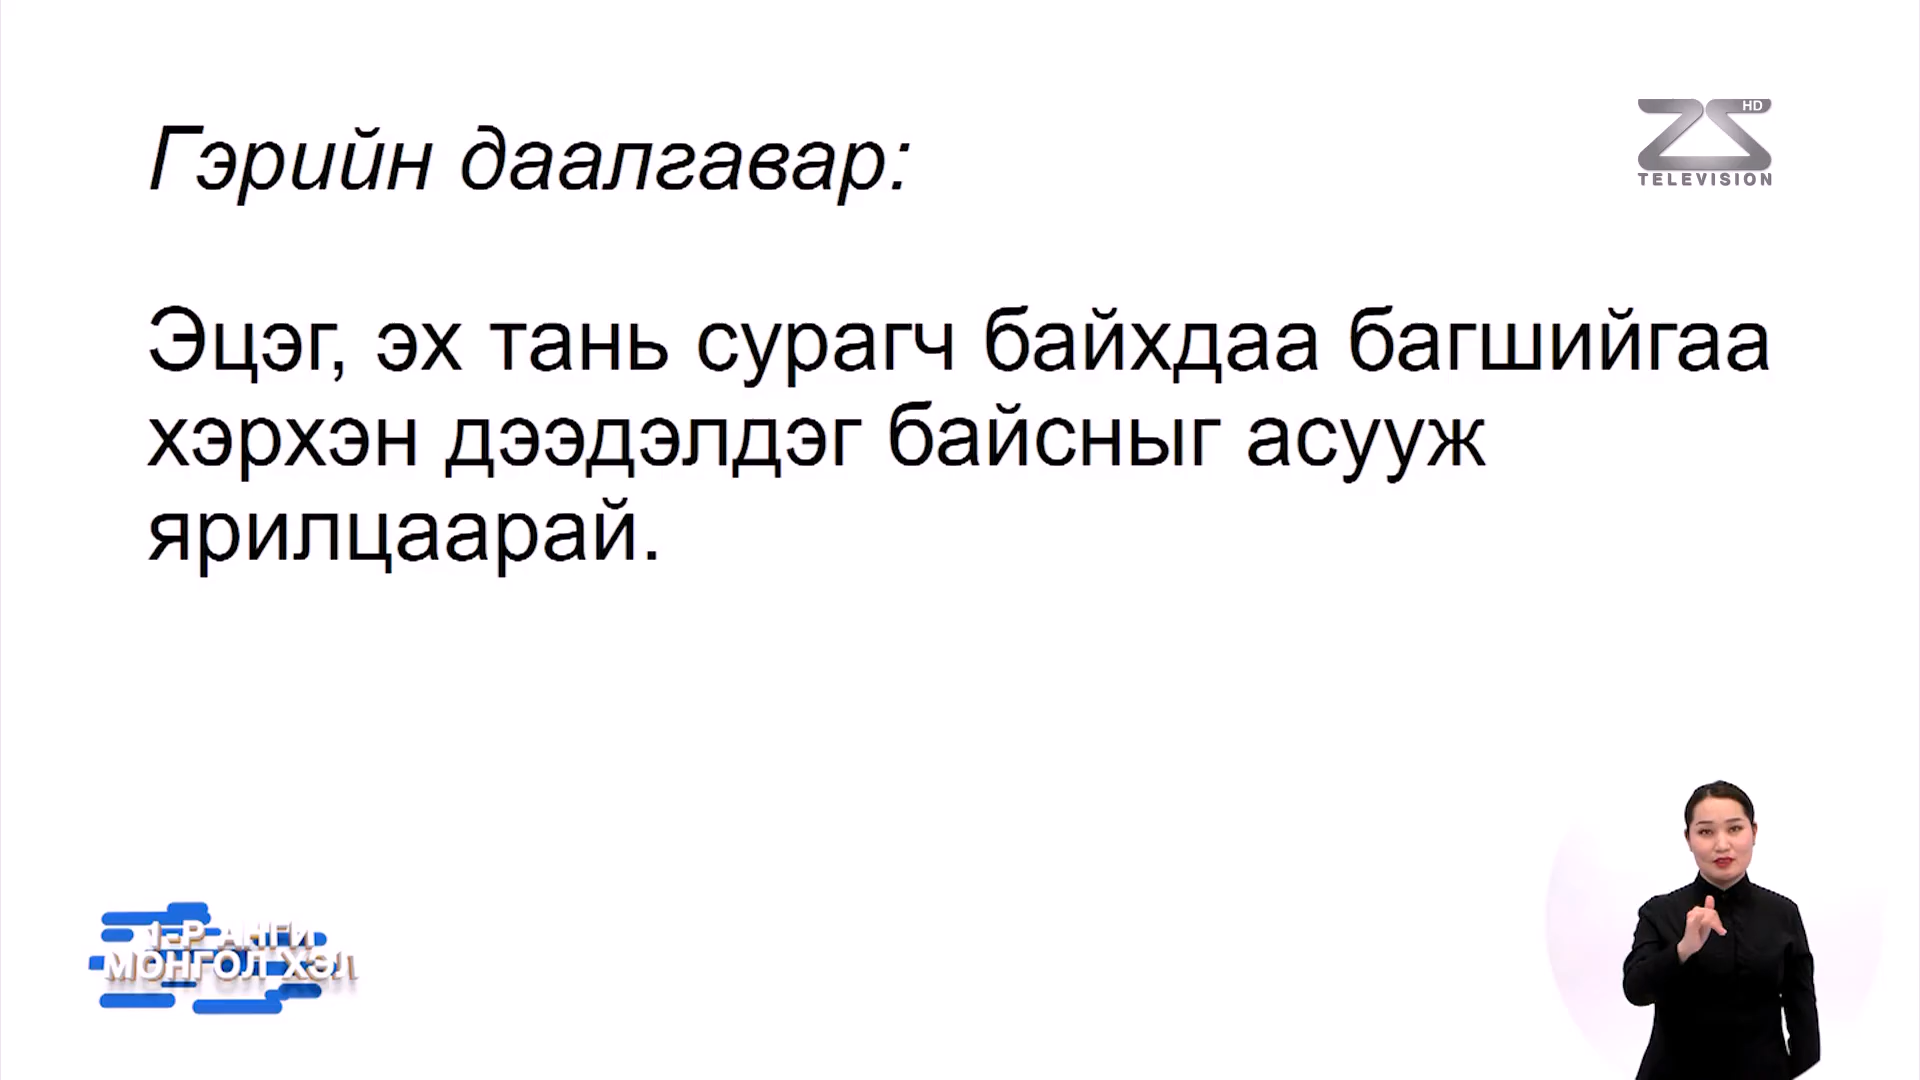 Гэрийн даалгавар:
HD
TELEVISION
Эцэг, эх тань сурагч байхдаа багшийгаа
хэрхэн дээдэлдэг байсныг асууж
ярилцаарай.
1-Р АНГИ
МОНГОЛ ХЭЛ